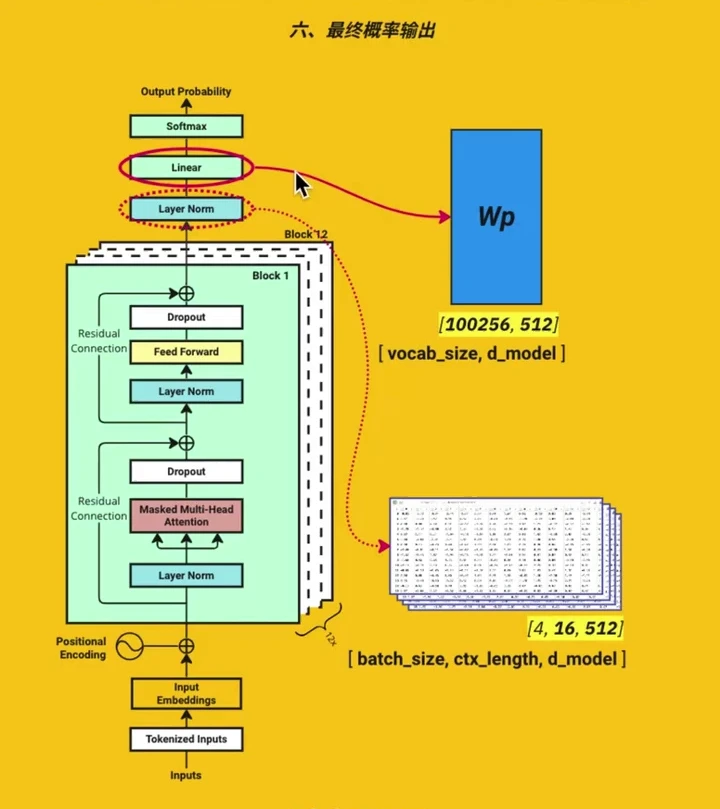 六、最终概率输出
Output Probability
Softmax
Linear
Layer Norm
Wp
Block 12
Block 1
Dropout
Residual
Connection
Feed Forward
Layer Norm
[100256, 512]
[ vocab_size, d_model ]
Dropout
Residual
Connection
Masked Multi-Head
Attention
Layer Norm
[4, 16, 512]
[ batch_size, ctx_length, d_model ]
12x
Positional
Encoding
Input
Embeddings
Tokenized Inputs
Inputs